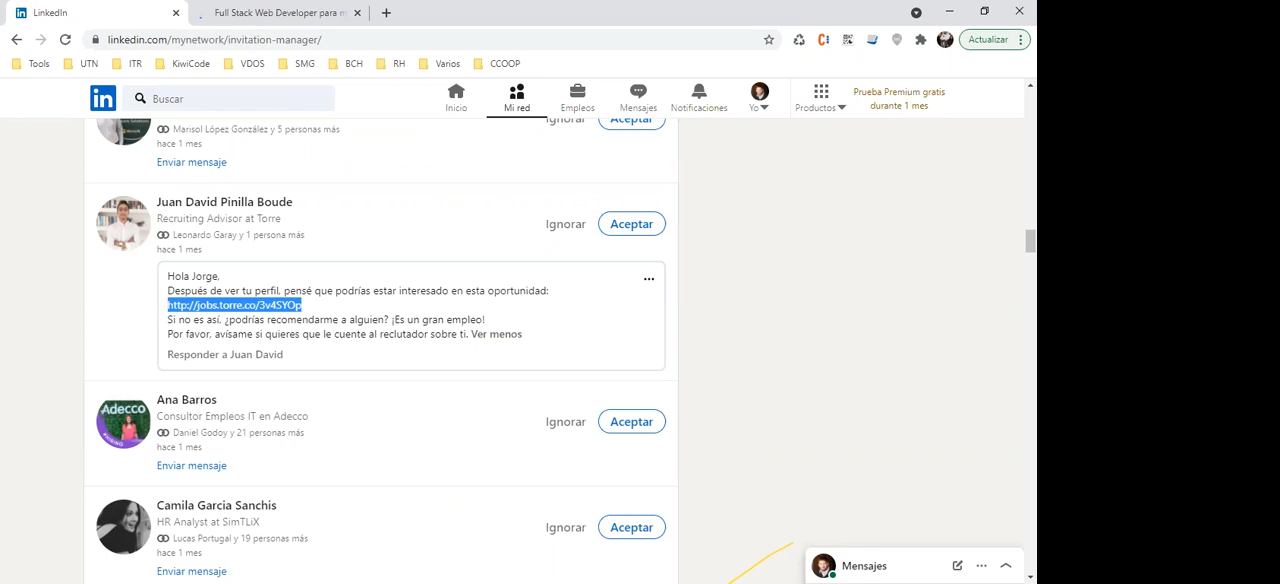 LinkedIn
Full Stack Web Developer para m
linkedin.com/mynetwork/invitation-manager/
Actualizar
Tools UTN ITR KiwiCode VDOS SMG BCH RH Varios CCOOP
in
Buscar
Inicio
Mi red
Empleos
Mensajes
Notificaciones
Yo
Productos
Prueba Premium gratis
durante 1 mes
Marisol López González y 5 personas más
hace 1 mes
Enviar mensaje
Ignorar
Aceptar
Juan David Pinilla Boude
Recruiting Advisor at Torre
Leonardo Garay y 1 persona más
hace 1 mes
Ignorar
Aceptar
Hola Jorge,
Después de ver tu perfil, pensé que podrías estar interesado en esta oportunidad:
http://jobs.torre.co/3v4SYOp
Si no es así, ¿podrías recomendarme a alguien? ¡Es un gran empleo!
Por favor, avísame si quieres que le cuente al reclutador sobre ti. Ver menos
Responder a Juan David
Adecco
HIRING
Ana Barros
Consultor Empleos IT en Adecco
Daniel Godoy y 21 personas más
hace 1 mes
Enviar mensaje
Ignorar
Aceptar
Camila Garcia Sanchis
HR Analyst at SimTLiX
Lucas Portugal y 19 personas más
hace 1 mes
Enviar mensaje
Ignorar
Aceptar
Mensajes